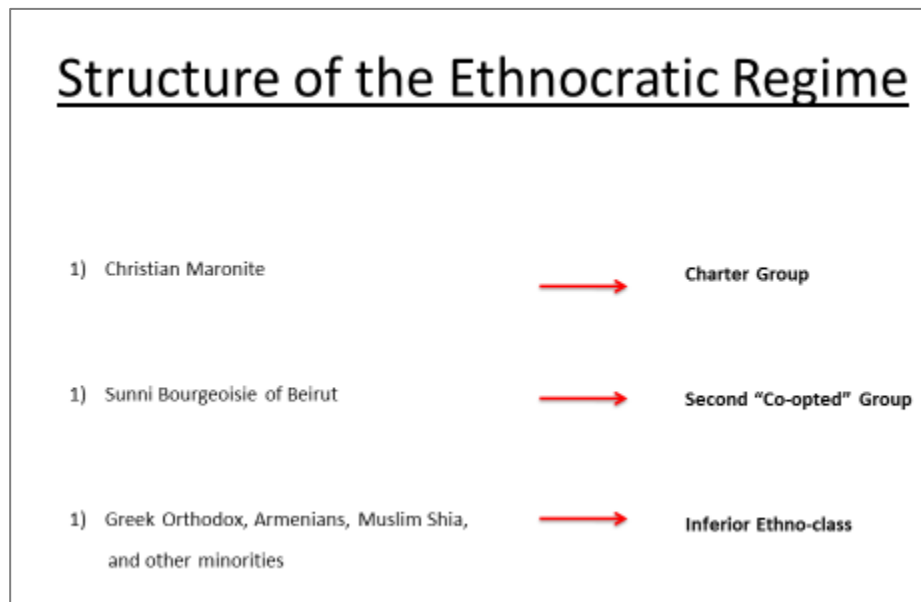 Structure of the Ethnocratic Regime
1) Christian Maronite
Charter Group
1) Sunni Bourgeoisie of Beirut
Second “Co-opted” Group
1) Greek Orthodox, Armenians, Muslim Shia,
and other minorities
Inferior Ethno-class